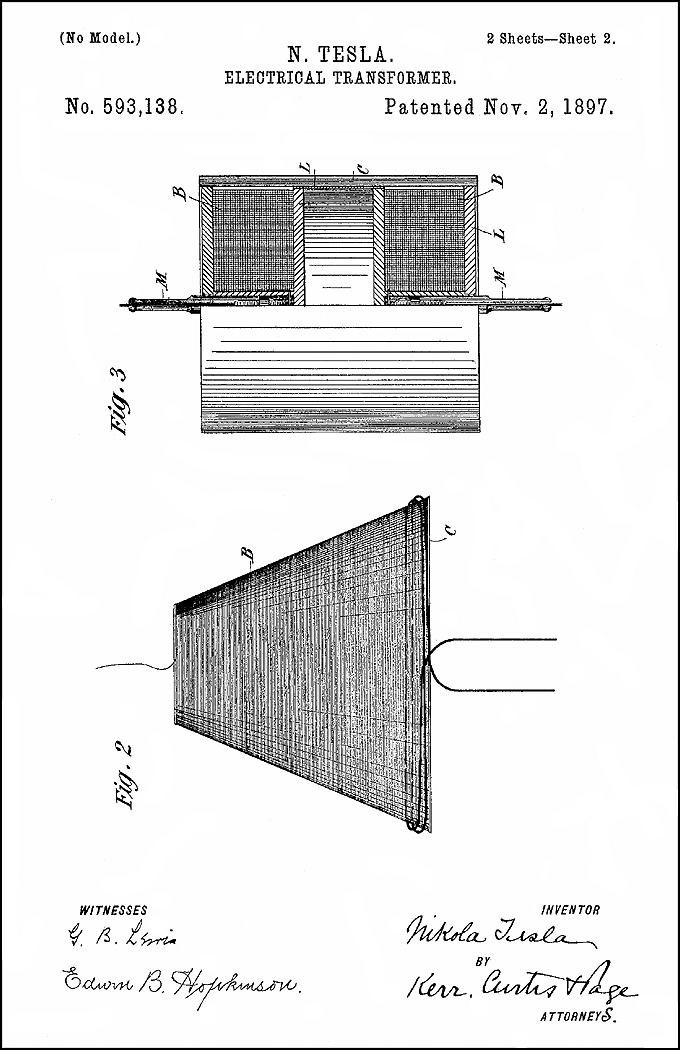 (No Model.)
2 Sheets—Sheet 2.
N. TESLA.
ELECTRICAL TRANSFORMER.
No. 593,138.
Patented Nov. 2, 1897.
L
C
B
B
L
M
M
Fig. 3
B
C
Fig. 2
WITNESSES
G. B. Lewis
Edwin B. Hopkinson.
INVENTOR
Nikola Tesla
BY
Kerr, Curtis & Page
ATTORNEYS.